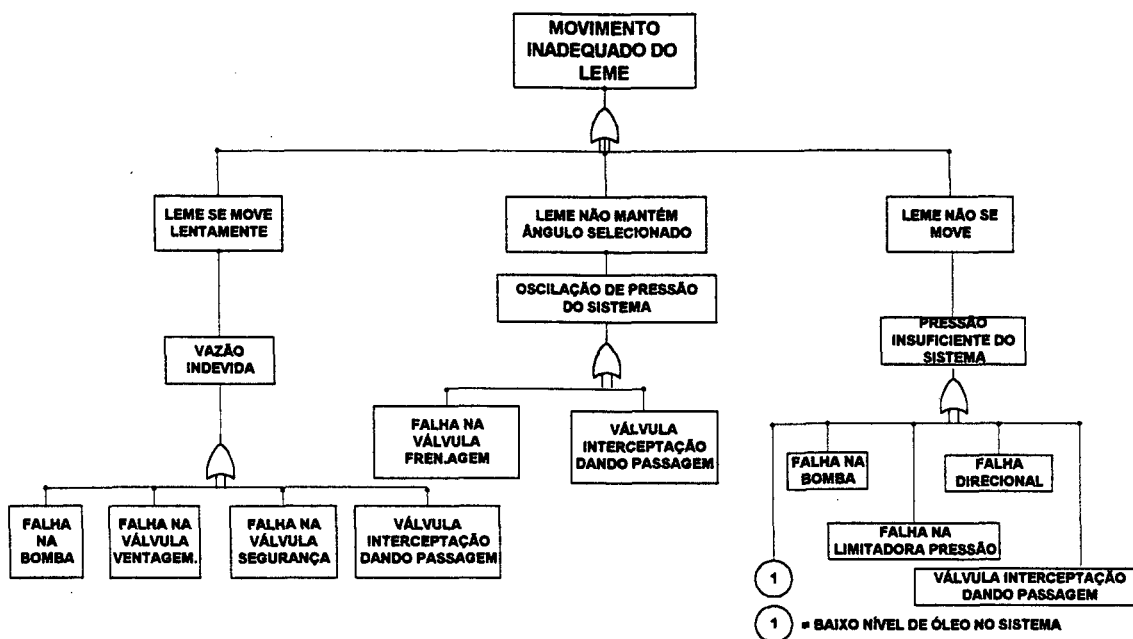 MOVIMENTO
INADEQUADO DO
LEME
LEME SE MOVE
LENTAMENTE
LEME NÃO MANTÉM
ÂNGULO SELECIONADO
LEME NÃO SE
MOVE
OSCILAÇÃO DE PRESSÃO
DO SISTEMA
VAZÃO
INDEVIDA
PRESSÃO
INSUFICIENTE DO
SISTEMA
FALHA NA
VÁLVULA
FREN.AGEM
VÁLVULA
INTERCEPTAÇÃO
DANDO PASSAGEM
FALHA
NA
BOMBA
FALHA NA
VÁLVULA
VENTAGEM.
FALHA NA
VÁLVULA
SEGURANÇA
VÁLVULA
INTERCEPTAÇÃO
DANDO PASSAGEM
FALHA NA
BOMBA
FALHA
DIRECIONAL
FALHA NA
LIMITADORA PRESSÃO
1
VÁLVULA INTERCEPTAÇÃO
DANDO PASSAGEM
1 = BAIXO NÍVEL DE ÓLEO NO SISTEMA